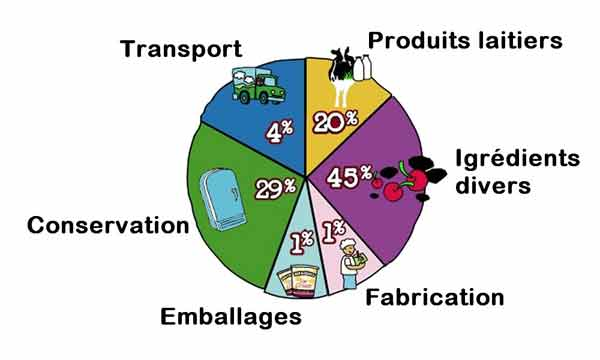 Transport
Produits laitiers
4%
20%
Igrédients
divers
45%
29%
Conservation
1%
1%
Emballages
Fabrication